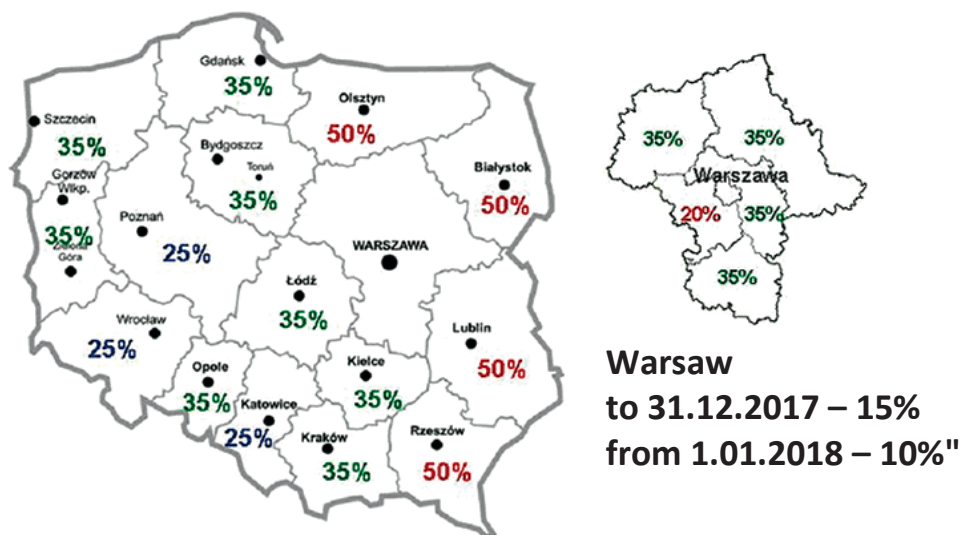 Gdańsk
35%
Olsztyn
50%
Szczecin
35%
Bydgoszcz
Toruń
35%
Białystok
50%
Gorzów
Wlkp.
35%
Zielona
Góra
Poznań
25%
WARSZAWA
Łódź
35%
Wrocław
25%
Lublin
50%
Opole
35%
Kielce
35%
Katowice
25%
Kraków
35%
Rzeszów
50%
35%
35%
Warszawa
20%
35%
35%
Warsaw
to 31.12.2017 – 15%
from 1.01.2018 – 10%"